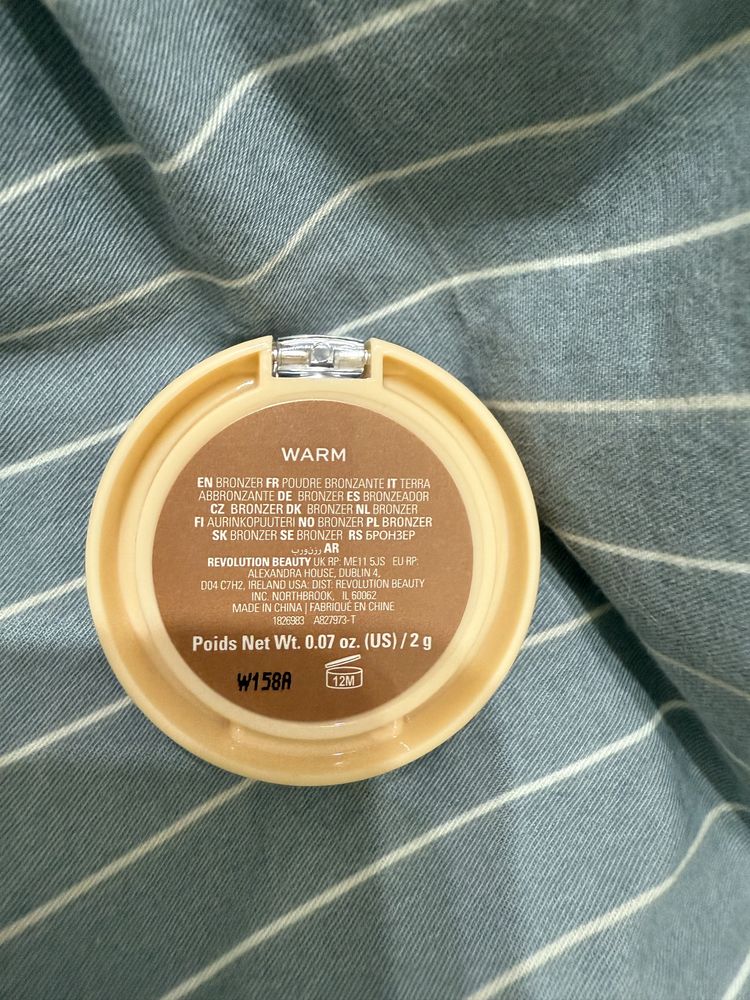 WARM
EN BRONZER FR POUDRE BRONZANTE IT TERRA
ABBRONZANTE DE BRONZER ES BRONZEADOR
CZ BRONZER DK BRONZER NL BRONZER
FI AURINKOPUUTERI NO BRONZER PL BRONZER
SK BRONZER SE BRONZER RS БРОНЗЕР
برونزر AR
REVOLUTION BEAUTY UK RP: ME11 5JS EU RP:
ALEXANDRA HOUSE, DUBLIN 4,
D04 C7H2, IRELAND USA: DIST: REVOLUTION BEAUTY
INC. NORTHBROOK, IL 60062
MADE IN CHINA | FABRIQUÉ EN CHINE
1826983 A827973-T
Poids Net Wt. 0.07 oz. (US) / 2 g
W158A
12M